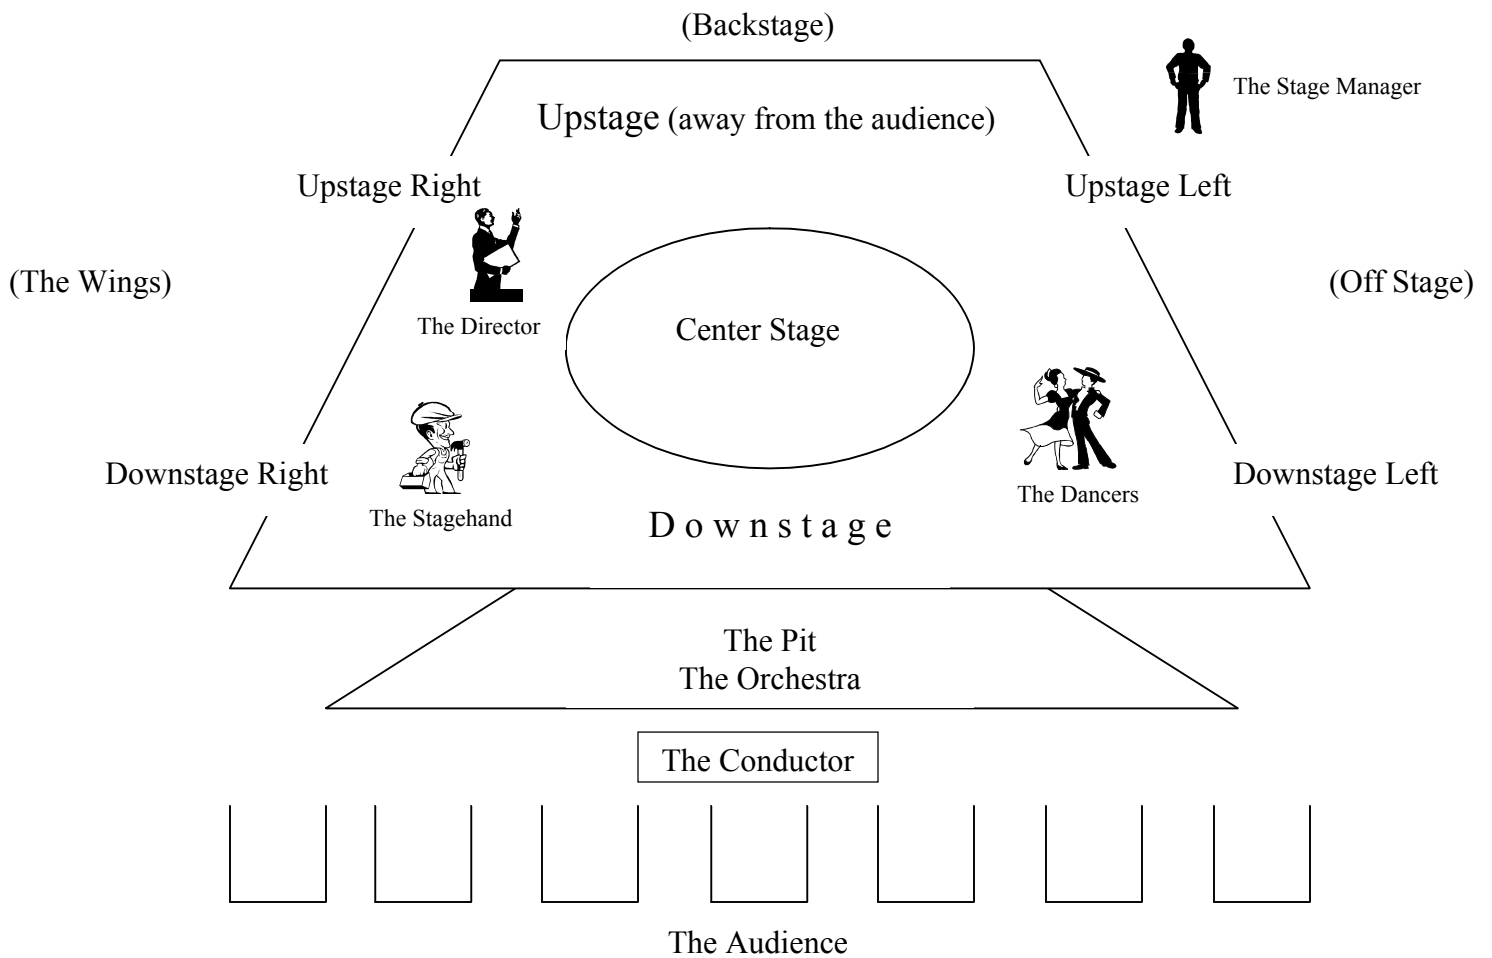 (Backstage)
The Stage Manager
Upstage (away from the audience)
Upstage Right
Upstage Left
(The Wings)
(Off Stage)
The Director
Center Stage
Downstage Right
Downstage Left
The Dancers
The Stagehand
D o w n s t a g e
The Pit
The Orchestra
The Conductor
The Audience